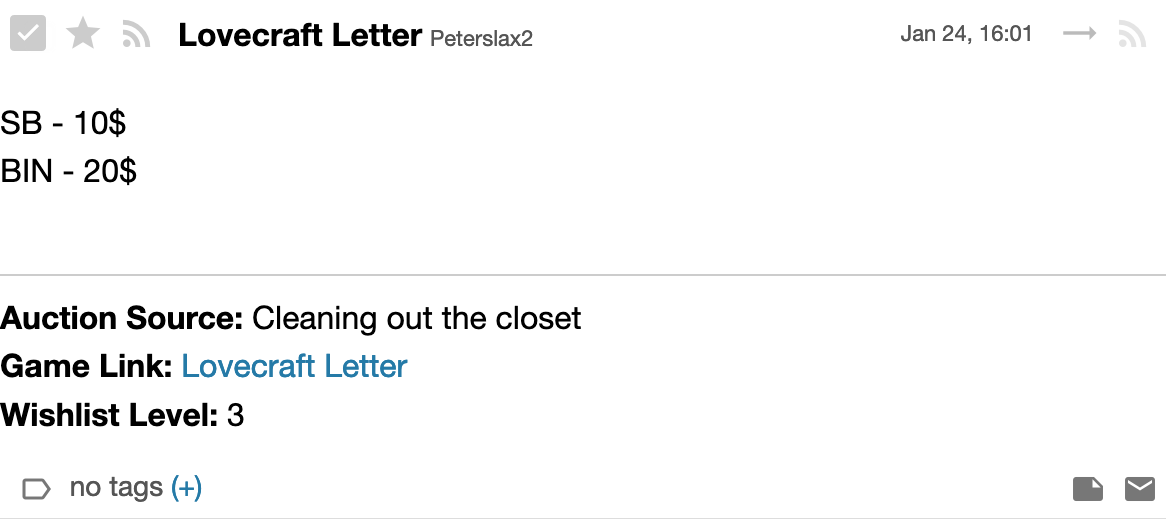 Lovecraft Letter Peterslax2 Jan 24, 16:01
SB - 10$
BIN - 20$
Auction Source: Cleaning out the closet
Game Link: Lovecraft Letter
Wishlist Level: 3
no tags (+)